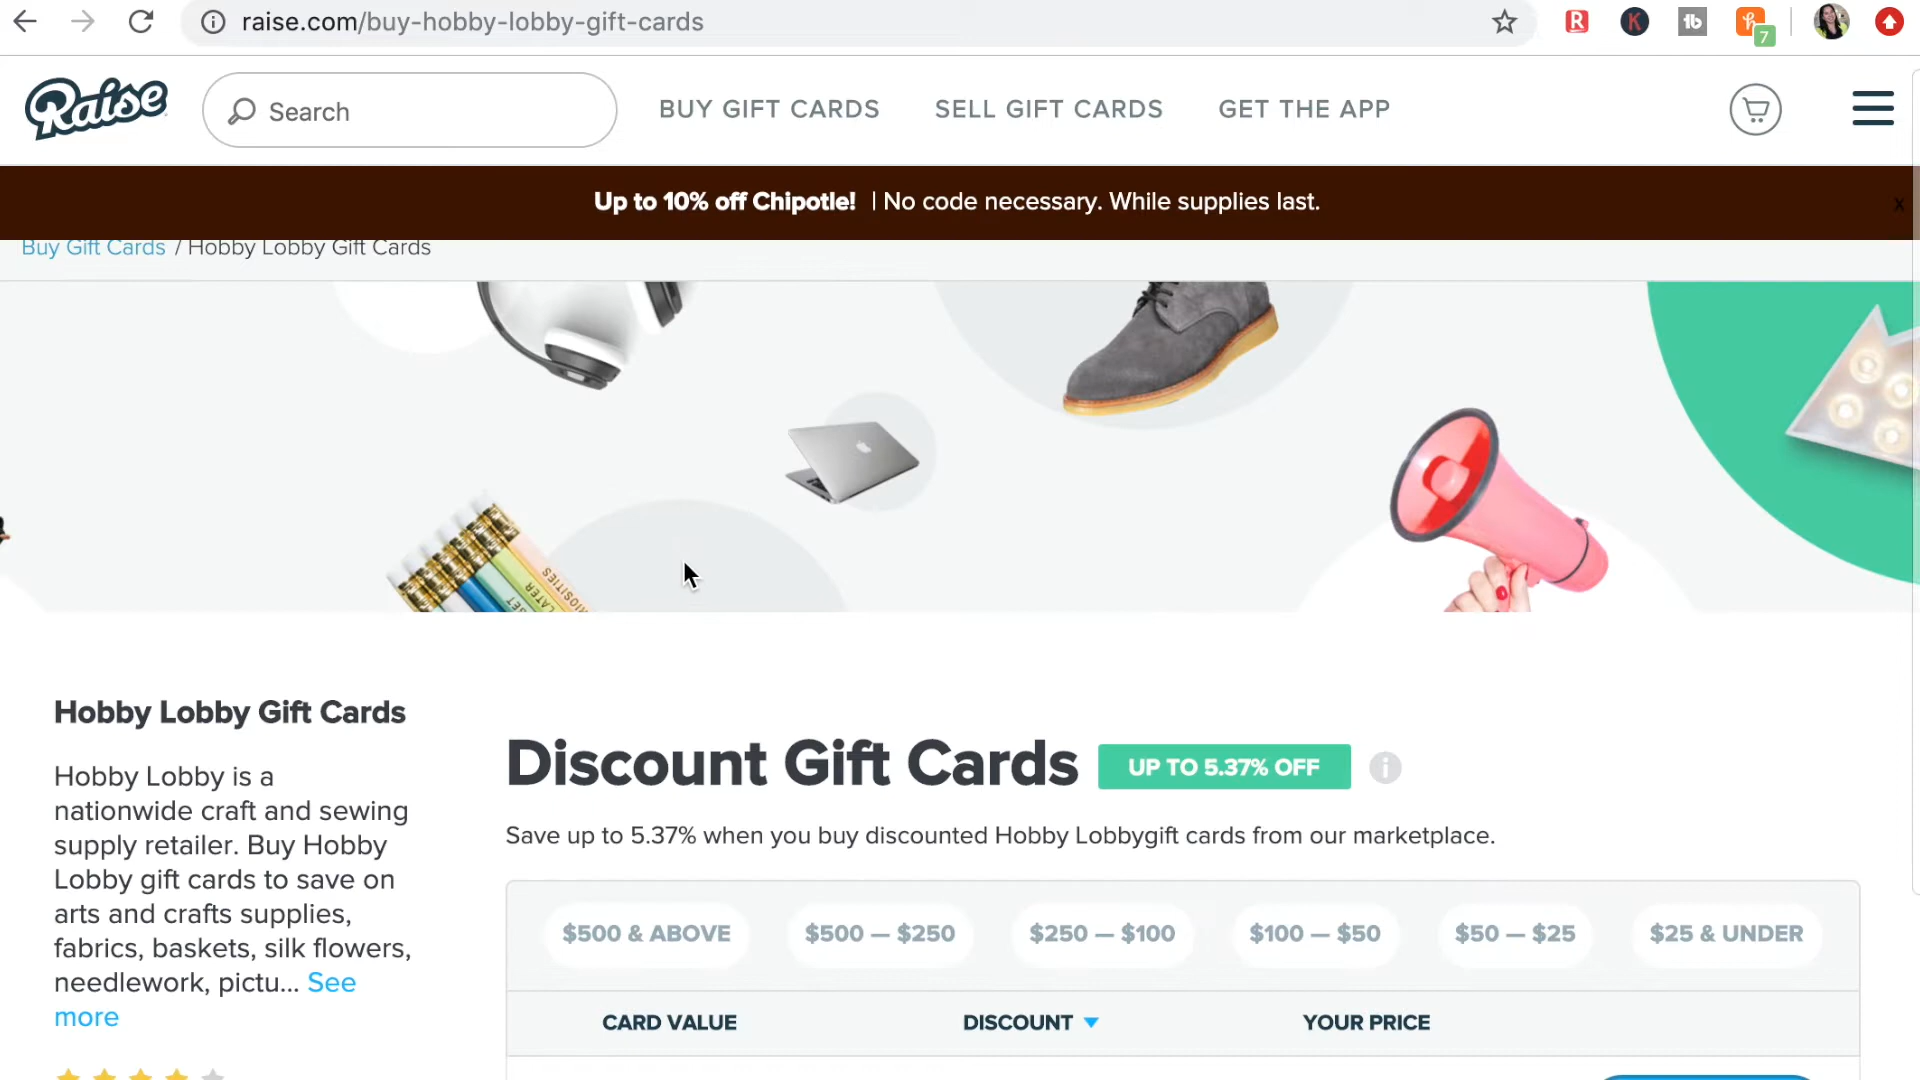 raise.com/buy-hobby-lobby-gift-cards
7
Raise
Search
BUY GIFT CARDS
SELL GIFT CARDS
GET THE APP
Up to 10% off Chipotle! | No code necessary. While supplies last.
x
Buy Gift Cards / Hobby Lobby Gift Cards
Hobby Lobby Gift Cards
Hobby Lobby is a
nationwide craft and sewing
supply retailer. Buy Hobby
Lobby gift cards to save on
arts and crafts supplies,
fabrics, baskets, silk flowers,
needlework, pictu... See
more
Discount Gift Cards
UP TO 5.37% OFF
Save up to 5.37% when you buy discounted Hobby Lobbygift cards from our marketplace.
$500 & ABOVE
$500 — $250
$250 — $100
$100 — $50
$50 — $25
$25 & UNDER
CARD VALUE
DISCOUNT
YOUR PRICE